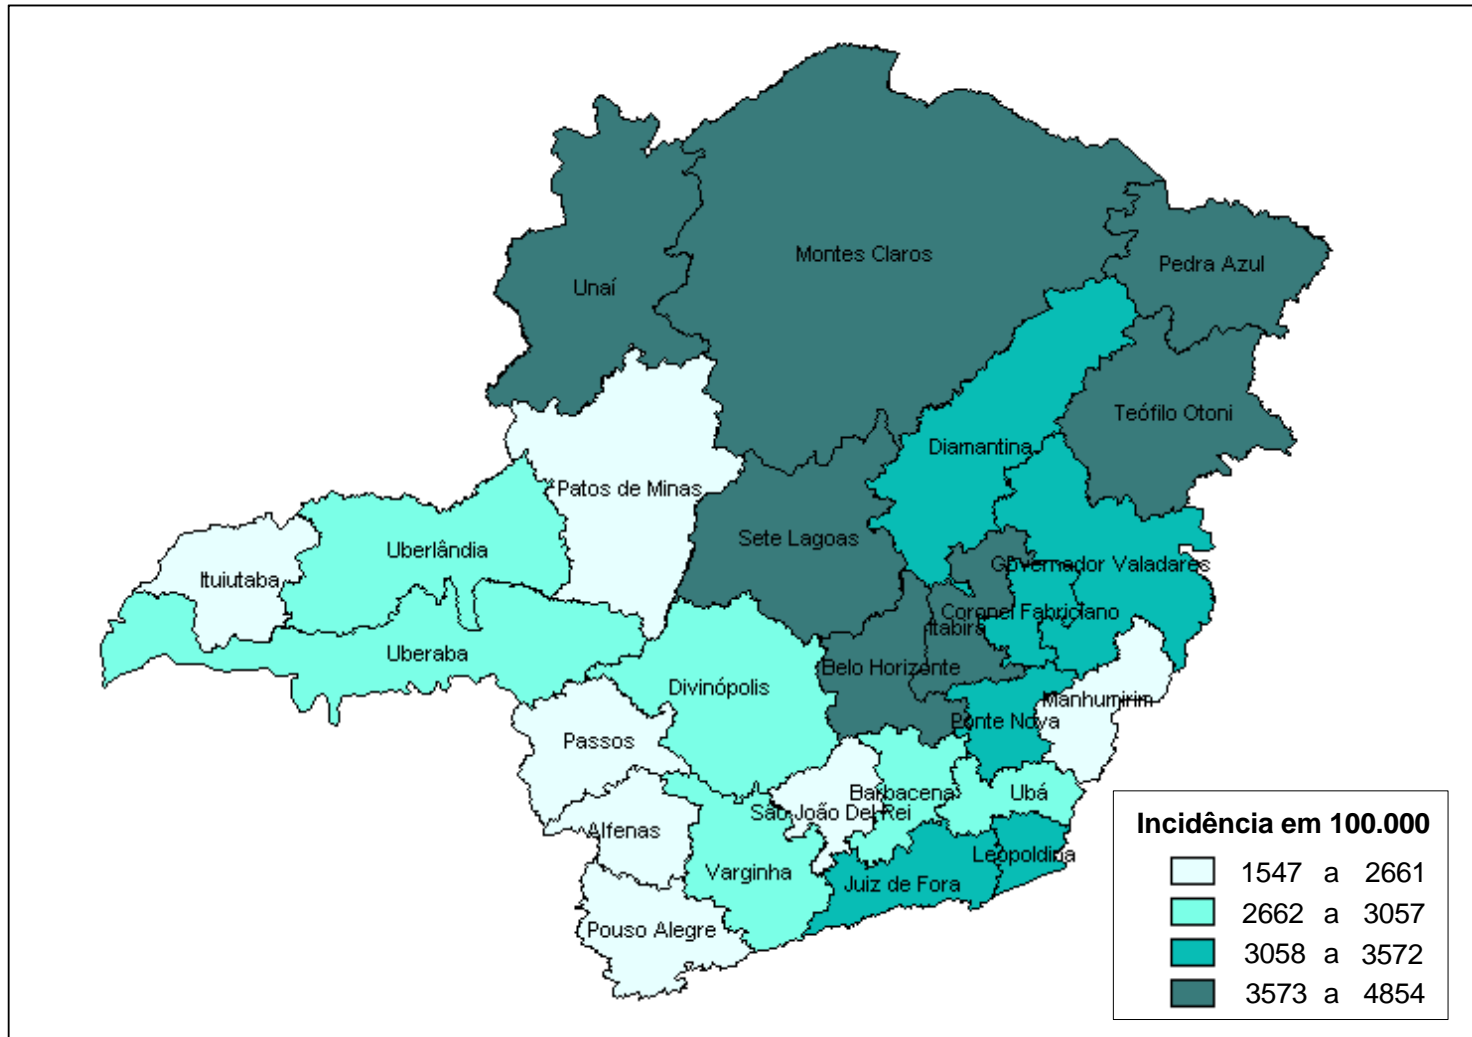 Montes Claros
Pedra Azul
Unaí
Teófilo Otoni
Diamantina
Patos de Minas
Sete Lagoas
Uberlândia
Governador Valadares
Ituiutaba
Coronel Fabriciano
Itabira
Uberaba
Belo Horizonte
Divinópolis
Manhumirim
Ponte Nova
Passos
Barbacena
Ubá
São João Del Rei
Alfenas
Leopoldina
Varginha
Juiz de Fora
Pouso Alegre
Incidência em 100.000
1547 a 2661
2662 a 3057
3058 a 3572
3573 a 4854